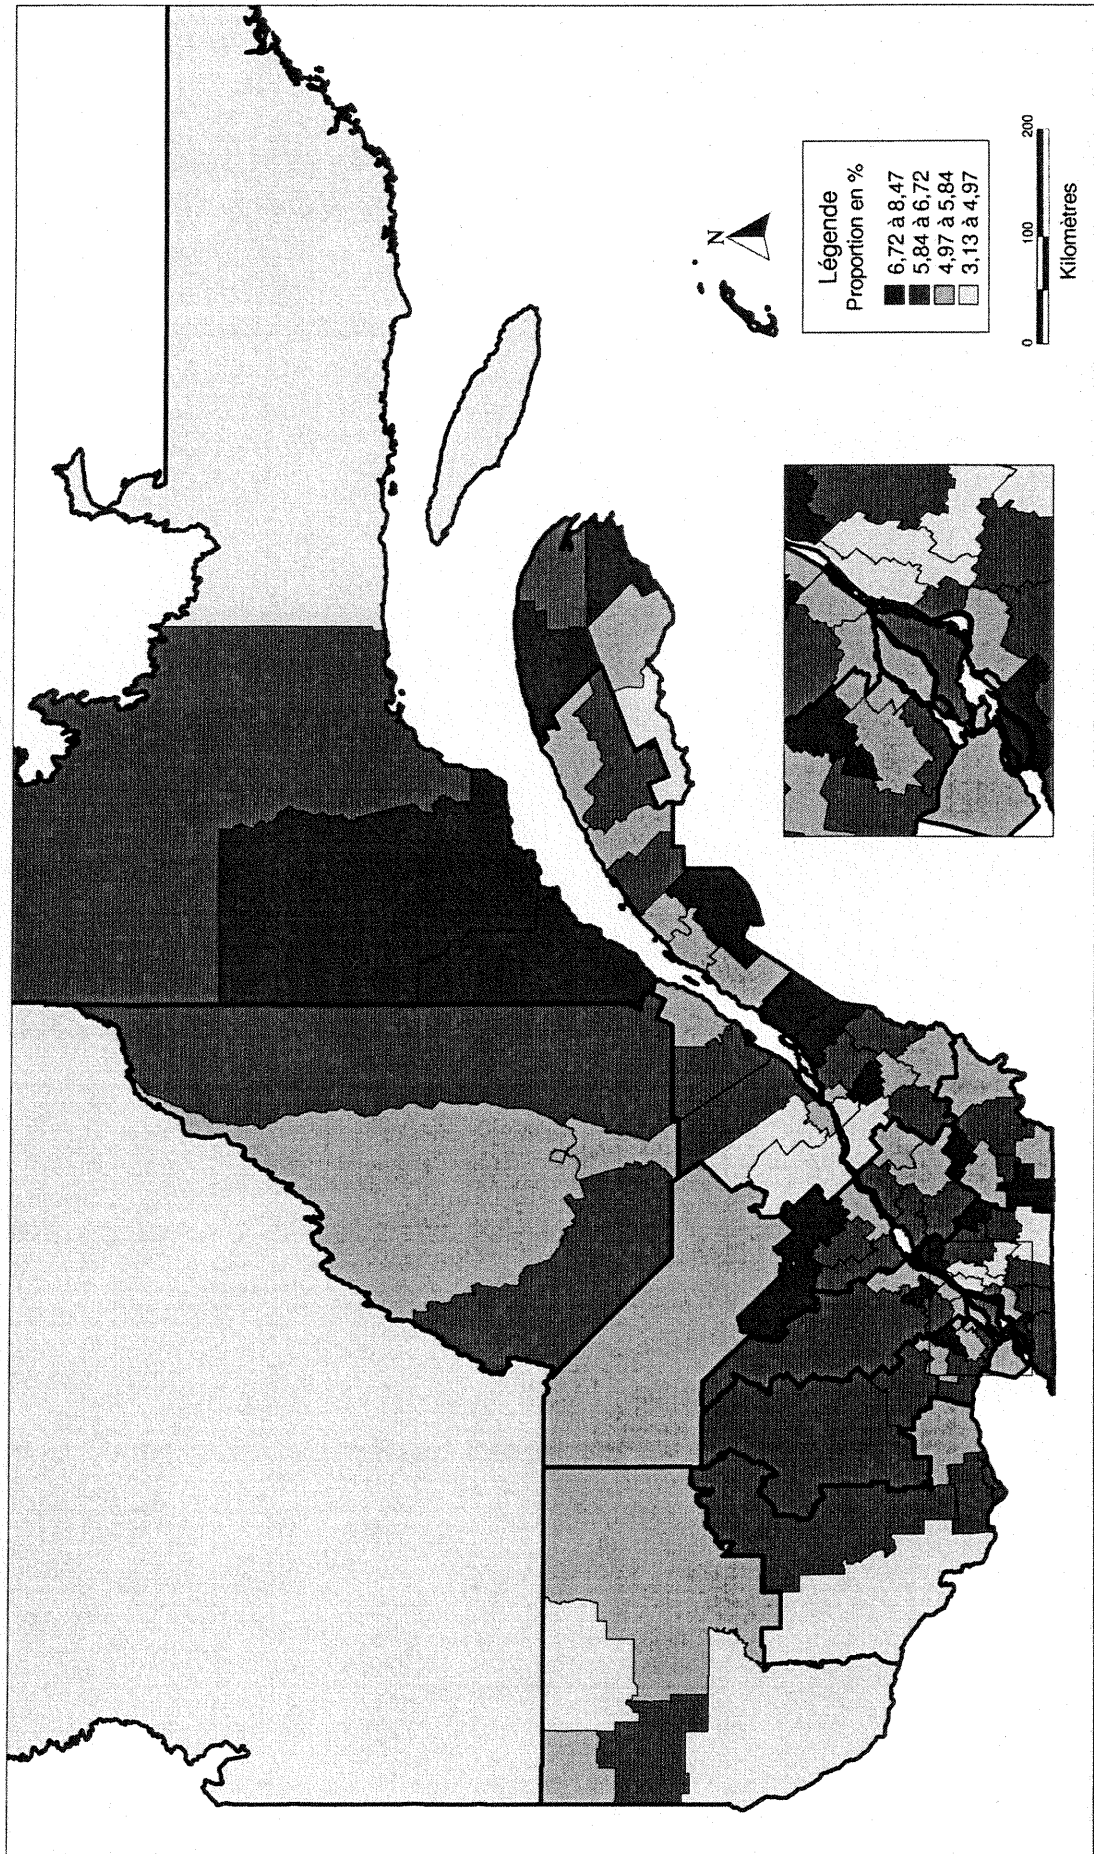 N
Légende
Proportion en %
6,72 à 8,47
5,84 à 6,72
4,97 à 5,84
3,13 à 4,97
0 100 200
Kilomètres